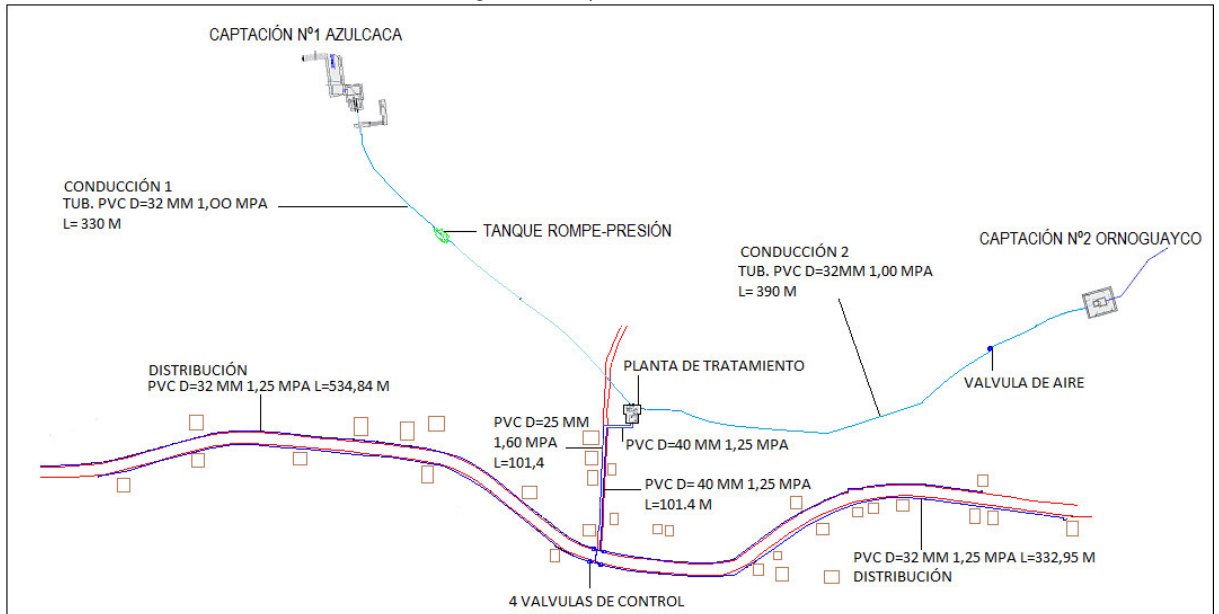 CAPTACIÓN Nº1 AZULCACA
CONDUCCIÓN 1
TUB. PVC D=32 MM 1,OO MPA
L= 330 M
TANQUE ROMPE-PRESIÓN
CAPTACIÓN Nº2 ORNOGUAYCO
CONDUCCIÓN 2
TUB. PVC D=32MM 1,00 MPA
L= 390 M
VALVULA DE AIRE
PLANTA DE TRATAMIENTO
DISTRIBUCIÓN
PVC D=32 MM 1,25 MPA L=534,84 M
PVC D=25 MM
1,60 MPA
L=101,4
PVC D=40 MM 1,25 MPA
PVC D= 40 MM 1,25 MPA
L=101.4 M
PVC D=32 MM 1,25 MPA L=332,95 M
DISTRIBUCIÓN
4 VALVULAS DE CONTROL